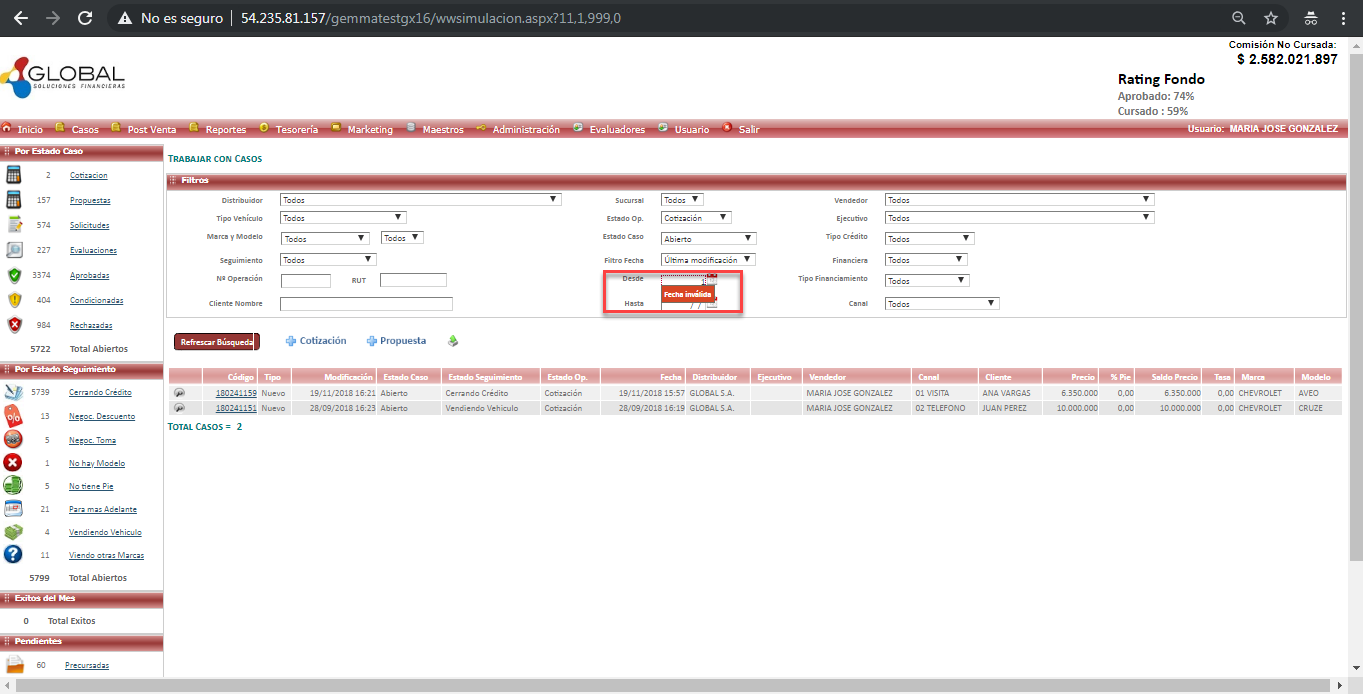 No es seguro | 54.235.81.157/gemmatestgx16/wwsimulacion.aspx?11,1,999,0
Comisión No Cursada:
$ 2.582.021.897
GLOBAL
SOLUCIONES FINANCIERAS
Rating Fondo
Aprobado: 74%
Cursado : 59%
Inicio Casos Post Venta Reportes Tesorería Marketing Maestros Administración Evaluadores Usuario Salir Usuario: MARIA JOSE GONZALEZ
Por Estado Caso
2 Cotizacion
157 Propuestas
574 Solicitudes
227 Evaluaciones
3374 Aprobadas
404 Condicionadas
984 Rechazadas
5722 Total Abiertos
Por Estado Seguimiento
5739 Cerrando Crédito
13 Negoc. Descuento
5 Negoc. Toma
1 No hay Modelo
5 No tiene Pie
21 Para mas Adelante
4 Vendiendo Vehículo
11 Viendo otras Marcas
5799 Total Abiertos
Exitos del Mes
0 Total Exitos
Pendientes
60 Precursadas
TRABAJAR CON CASOS
Filtros
Distribuidor Todos Sucursal Todos Vendedor Todos
Tipo Vehículo Todos Estado Op. Cotización Ejecutivo Todos
Marca y Modelo Todos Todos Estado Caso Abierto Tipo Crédito Todos
Seguimiento Todos Filtro Fecha Última modificación Financiera Todos
Nº Operación RUT Desde 1 Tipo Financiamiento Todos
Fecha inválida
Cliente Nombre Hasta / / Canal Todos
Refrescar Búsqueda Cotización Propuesta
Código Tipo Modificación Estado Caso Estado Seguimiento Estado Op. Fecha Distribuidor Ejecutivo Vendedor Canal Cliente Precio % Pie Saldo Precio Tasa Marca Modelo
180241159 Nuevo 19/11/2018 16:21 Abierto Cerrando Crédito Cotización 19/11/2018 15:57 GLOBAL S.A. MARIA JOSE GONZALEZ 01 VISITA ANA VARGAS 6.350.000 0,00 6.350.000 0,00 CHEVROLET AVEO
180241151 Nuevo 28/09/2018 16:23 Abierto Vendiendo Vehiculo Cotización 28/09/2018 16:19 GLOBAL S.A. MARIA JOSE GONZALEZ 02 TELEFONO JUAN PEREZ 10.000.000 0,00 10.000.000 0,00 CHEVROLET CRUZE
TOTAL CASOS = 2